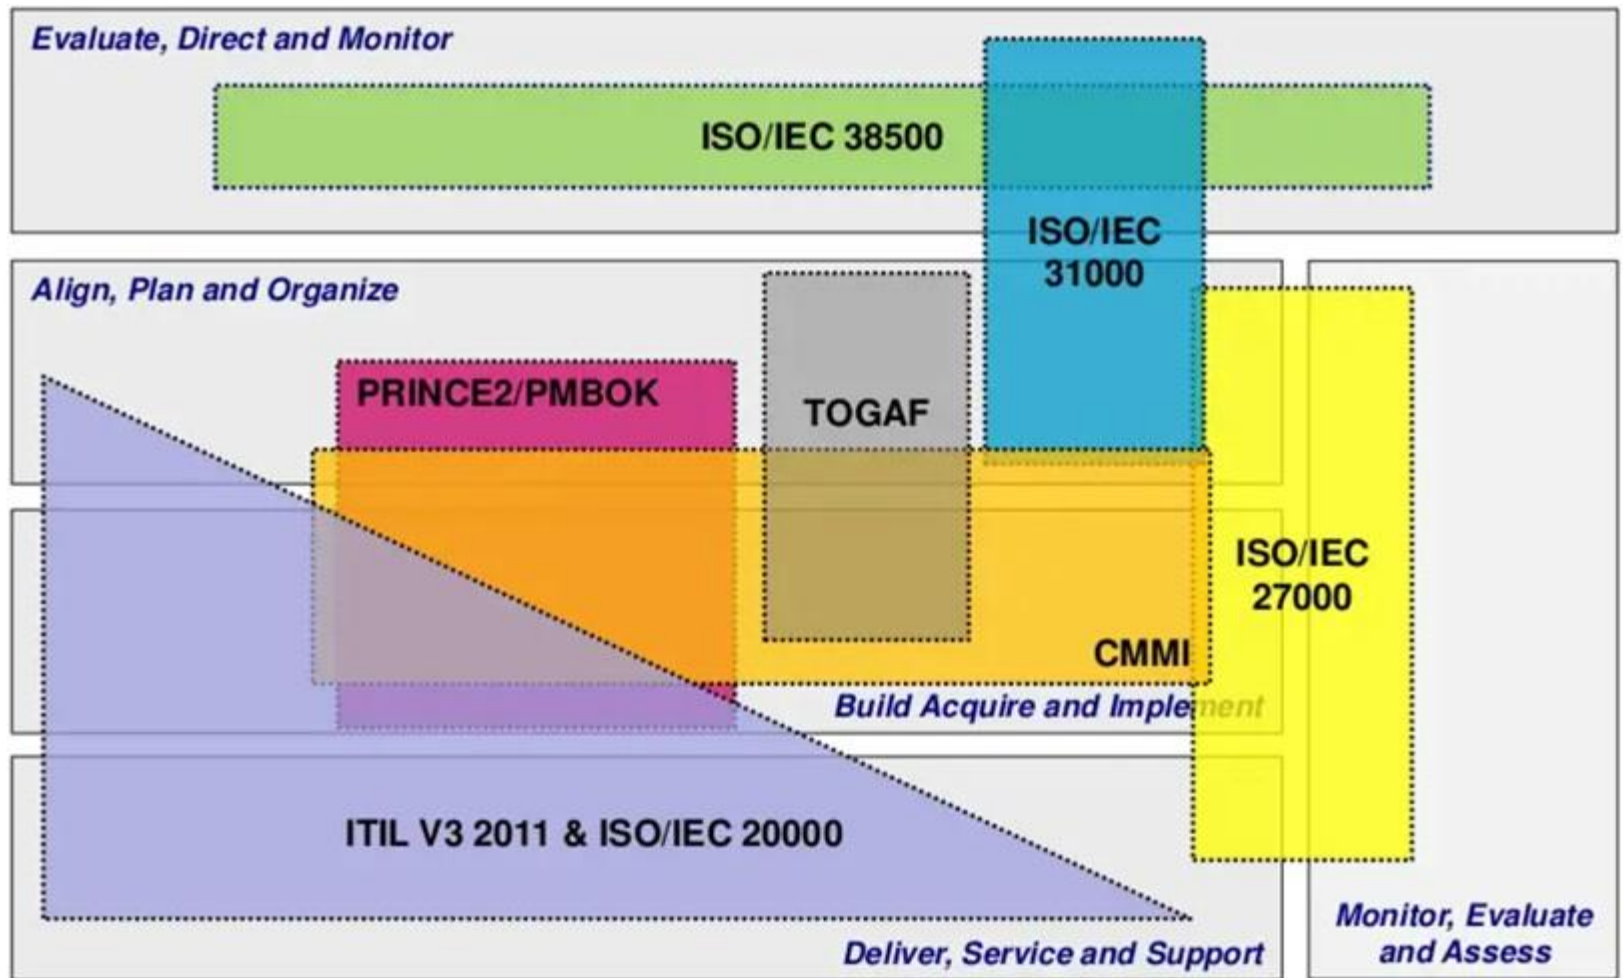 Evaluate, Direct and Monitor
ISO/IEC 38500
ISO/IEC
31000
Align, Plan and Organize
PRINCE2/PMBOK
TOGAF
ISO/IEC
27000
CMMI
Build Acquire and Implement
ITIL V3 2011 & ISO/IEC 20000
Deliver, Service and Support
Monitor, Evaluate
and Assess